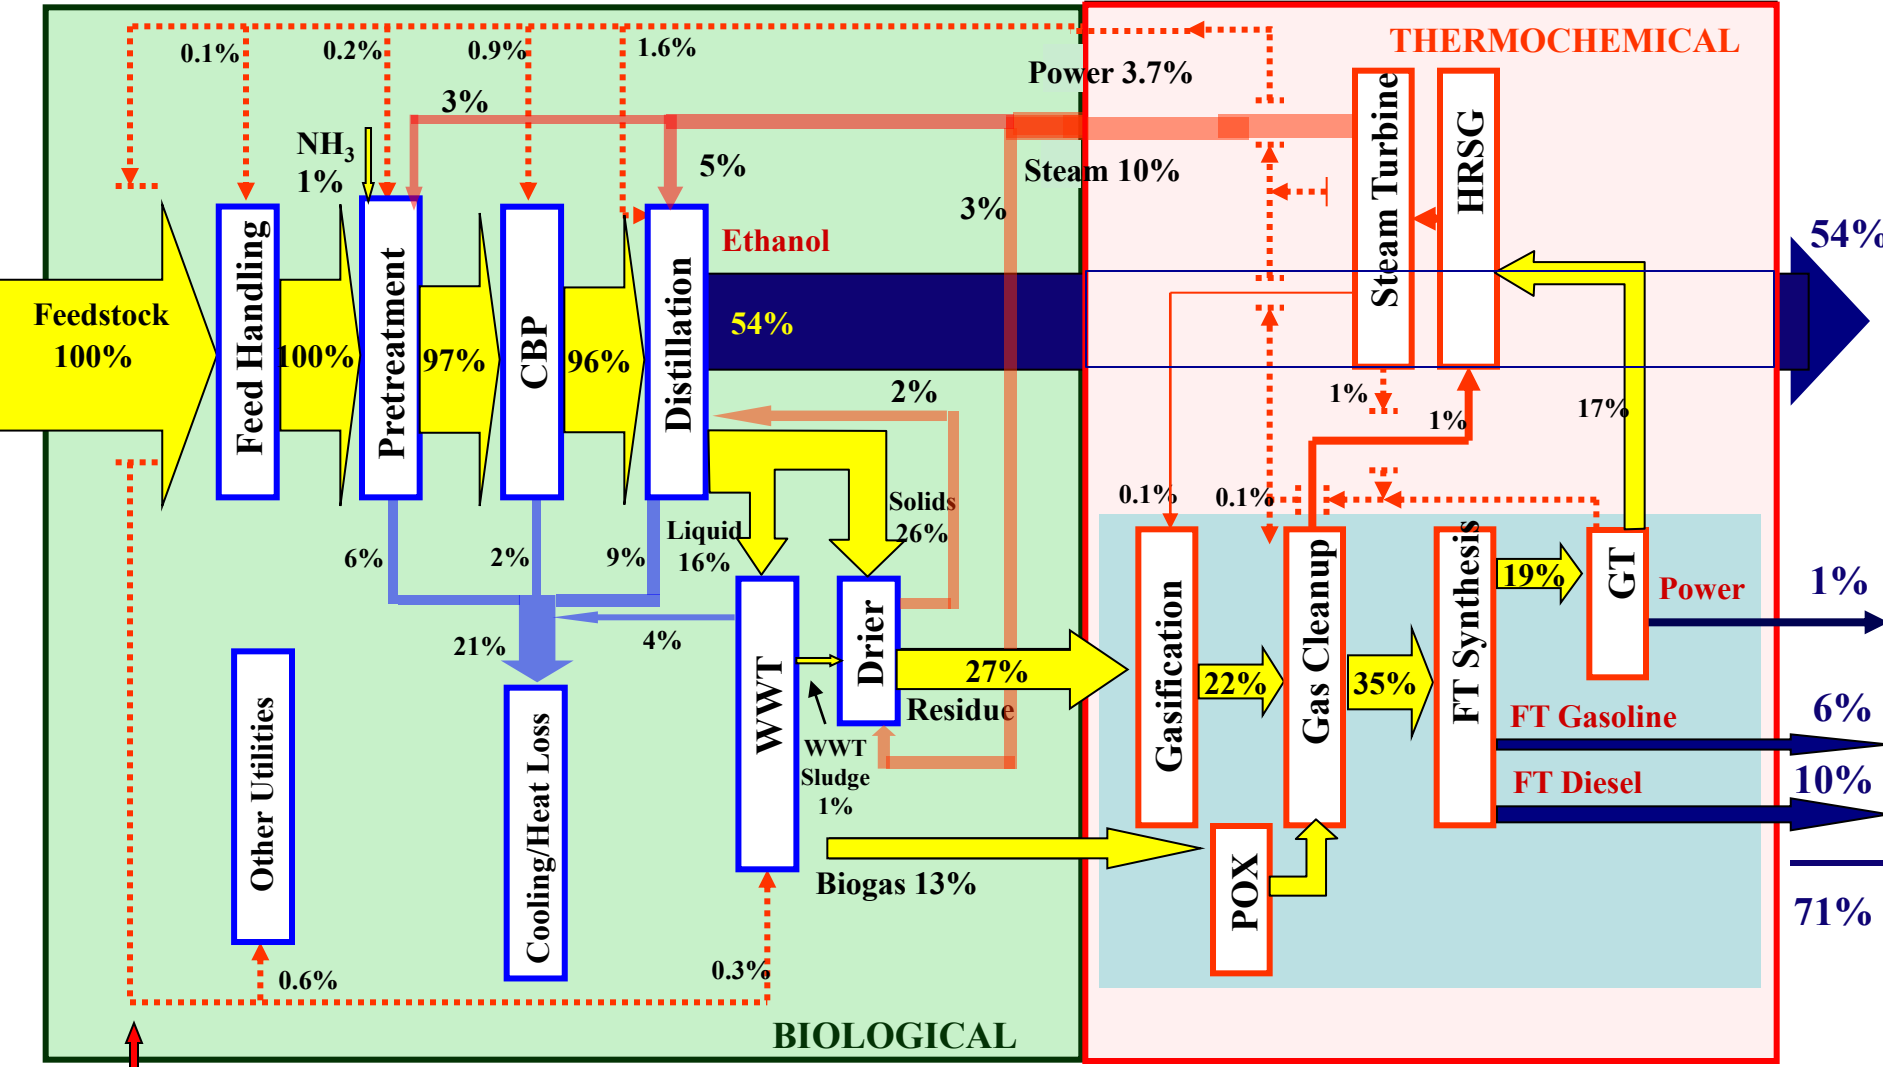 THERMOCHEMICAL
0.1%
0.2%
0.9%
1.6%
Power 3.7%
3%
NH3
1%
5%
Steam 10%
3%
Steam Turbine
HRSG
Ethanol
54%
54%
Feedstock
100%
Feed Handling
100%
Pretreatment
97%
CBP
96%
Distillation
2%
1%
1%
17%
Solids
26%
Liquid
16%
0.1%
0.1%
6%
2%
9%
21%
4%
WWT
Drier
27%
Residue
WWT
Sludge
1%
Gasification
22%
Gas Cleanup
35%
FT Synthesis
19%
GT
Power
1%
FT Gasoline
6%
FT Diesel
10%
71%
Other Utilities
Cooling/Heat Loss
Biogas 13%
POX
0.6%
0.3%
BIOLOGICAL